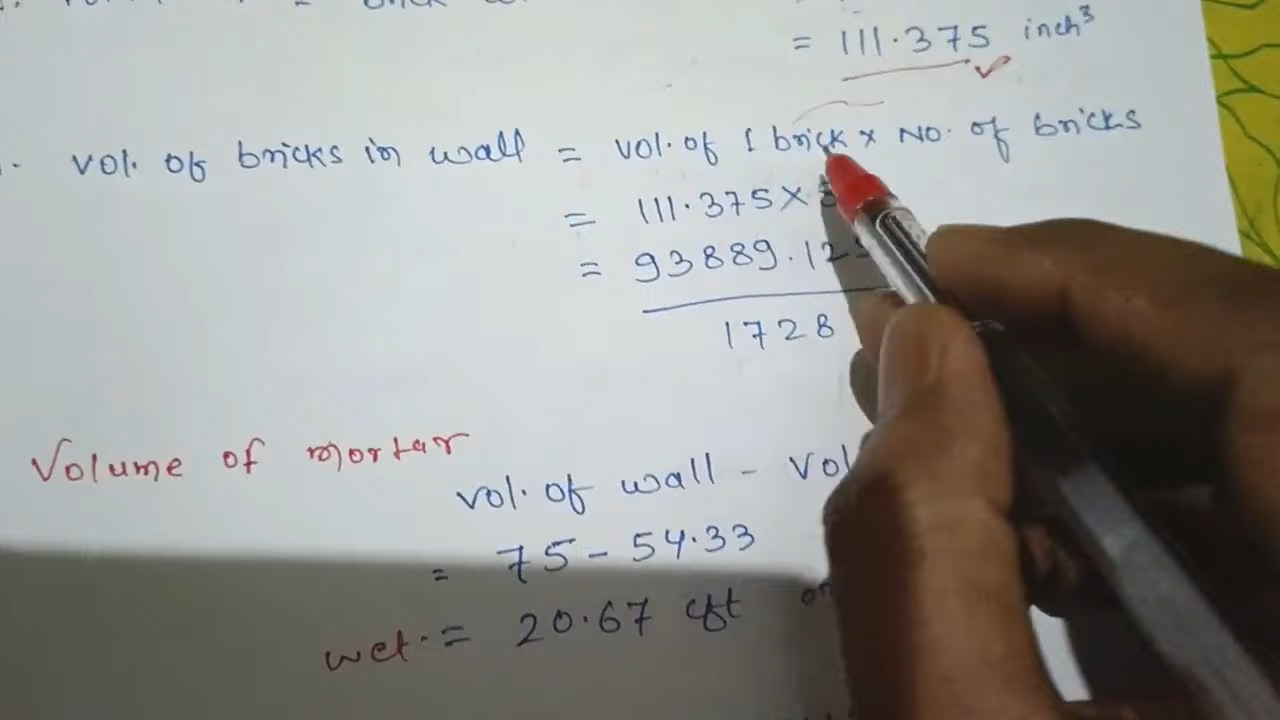 = 111.375 inch³
vol. of bricks in wall = vol. of 1 brick x No. of bricks
= 111.375 X
= 93889.125
1728
Volume of mortar
vol. of wall - vol
= 75 - 54.33
wet. = 20.67 cft